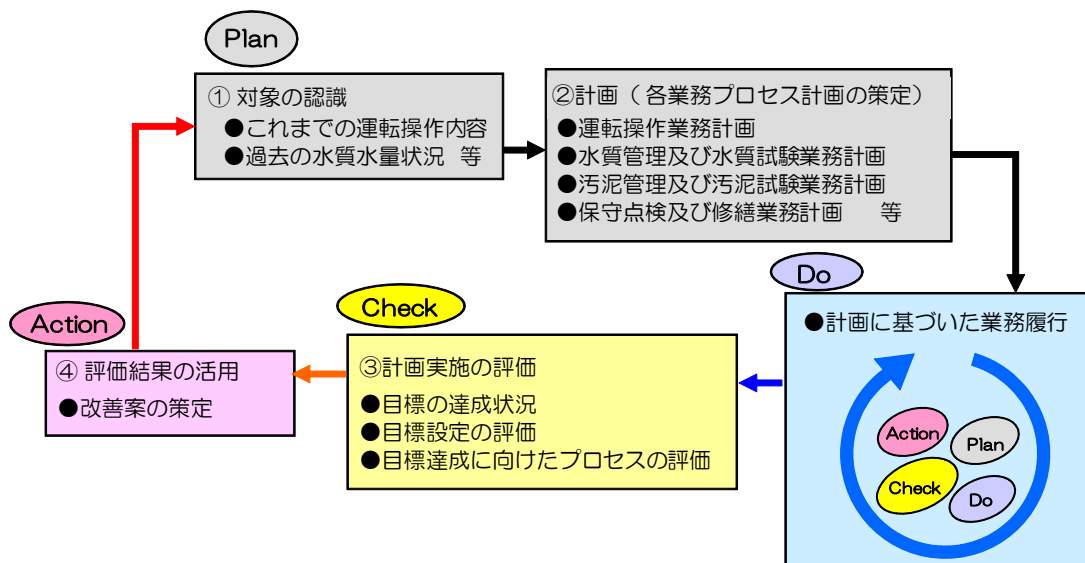 Plan
① 対象の認識
●これまでの運転操作内容
●過去の水質水量状況 等
②計画（各業務プロセス計画の策定）
●運転操作業務計画
●水質管理及び水質試験業務計画
●汚泥管理及び汚泥試験業務計画
●保守点検及び修繕業務計画 等
Do
●計画に基づいた業務履行
Action
Plan
Check
Do
Check
③計画実施の評価
●目標の達成状況
●目標設定の評価
●目標達成に向けたプロセスの評価
Action
④ 評価結果の活用
●改善案の策定